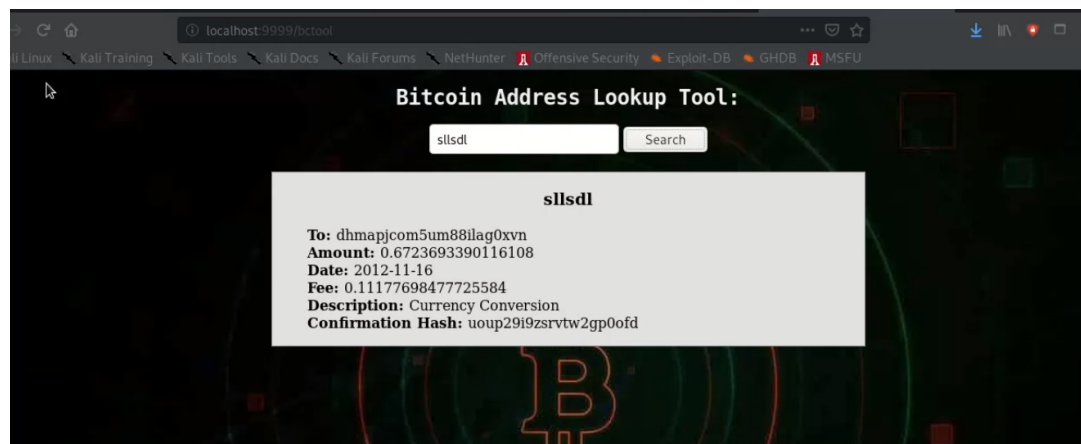 localhost:9999/bctool
li Linux Kali Training Kali Tools Kali Docs Kali Forums NetHunter Offensive Security Exploit-DB GHDB MSFU
Bitcoin Address Lookup Tool:
sllsdl Search
sllsdl
To: dhmapjcom5um88ilag0xvn
Amount: 0.6723693390116108
Date: 2012-11-16
Fee: 0.11177698477725584
Description: Currency Conversion
Confirmation Hash: uoup29i9zsrvtw2gp0ofd